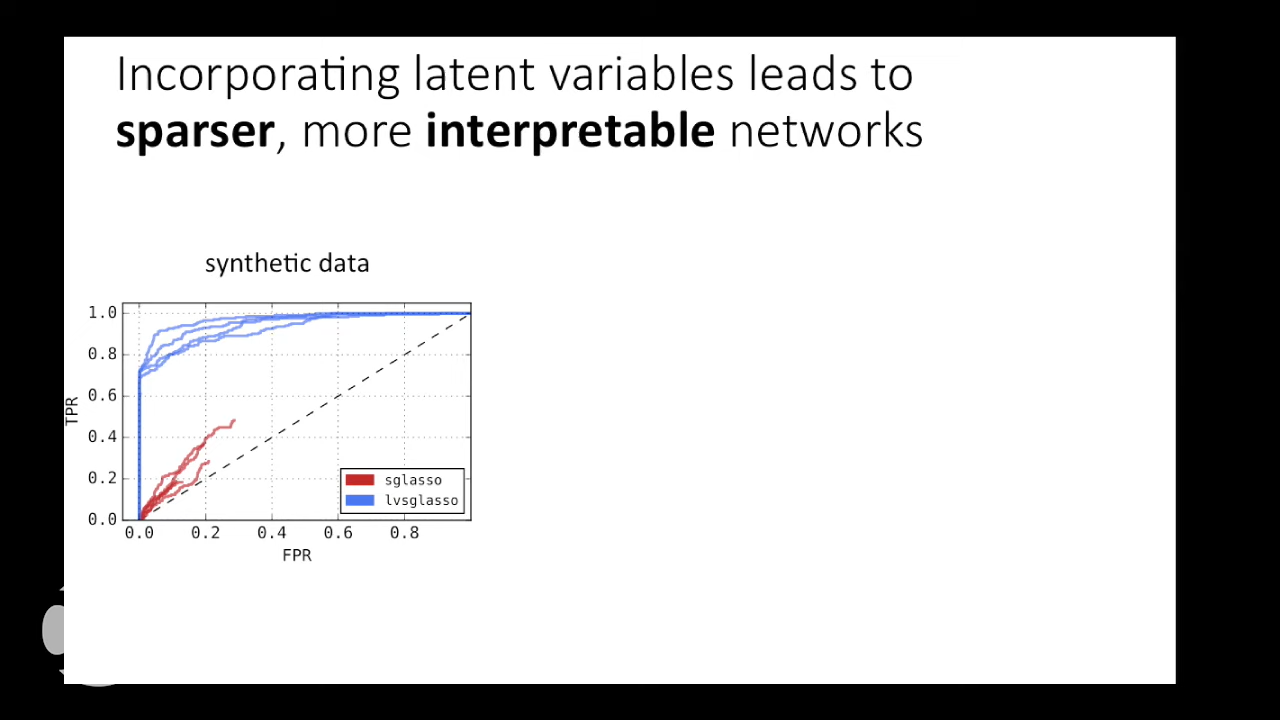 Incorporating latent variables leads to
sparser, more interpretable networks
synthetic data
1.0
0.8
0.6
0.4
0.2
0.0
TPR
sglasso
lvsglasso
0.0 0.2 0.4 0.6 0.8
FPR